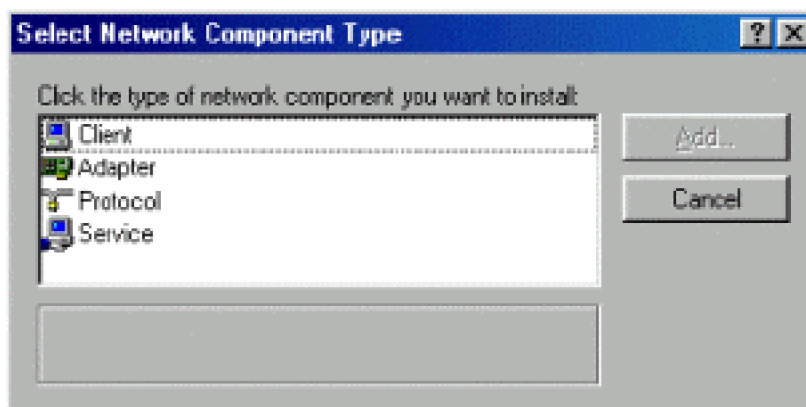 Select Network Component Type
Click the type of network component you want to install:
Client
Adapter
Protocol
Service
Add...
Cancel